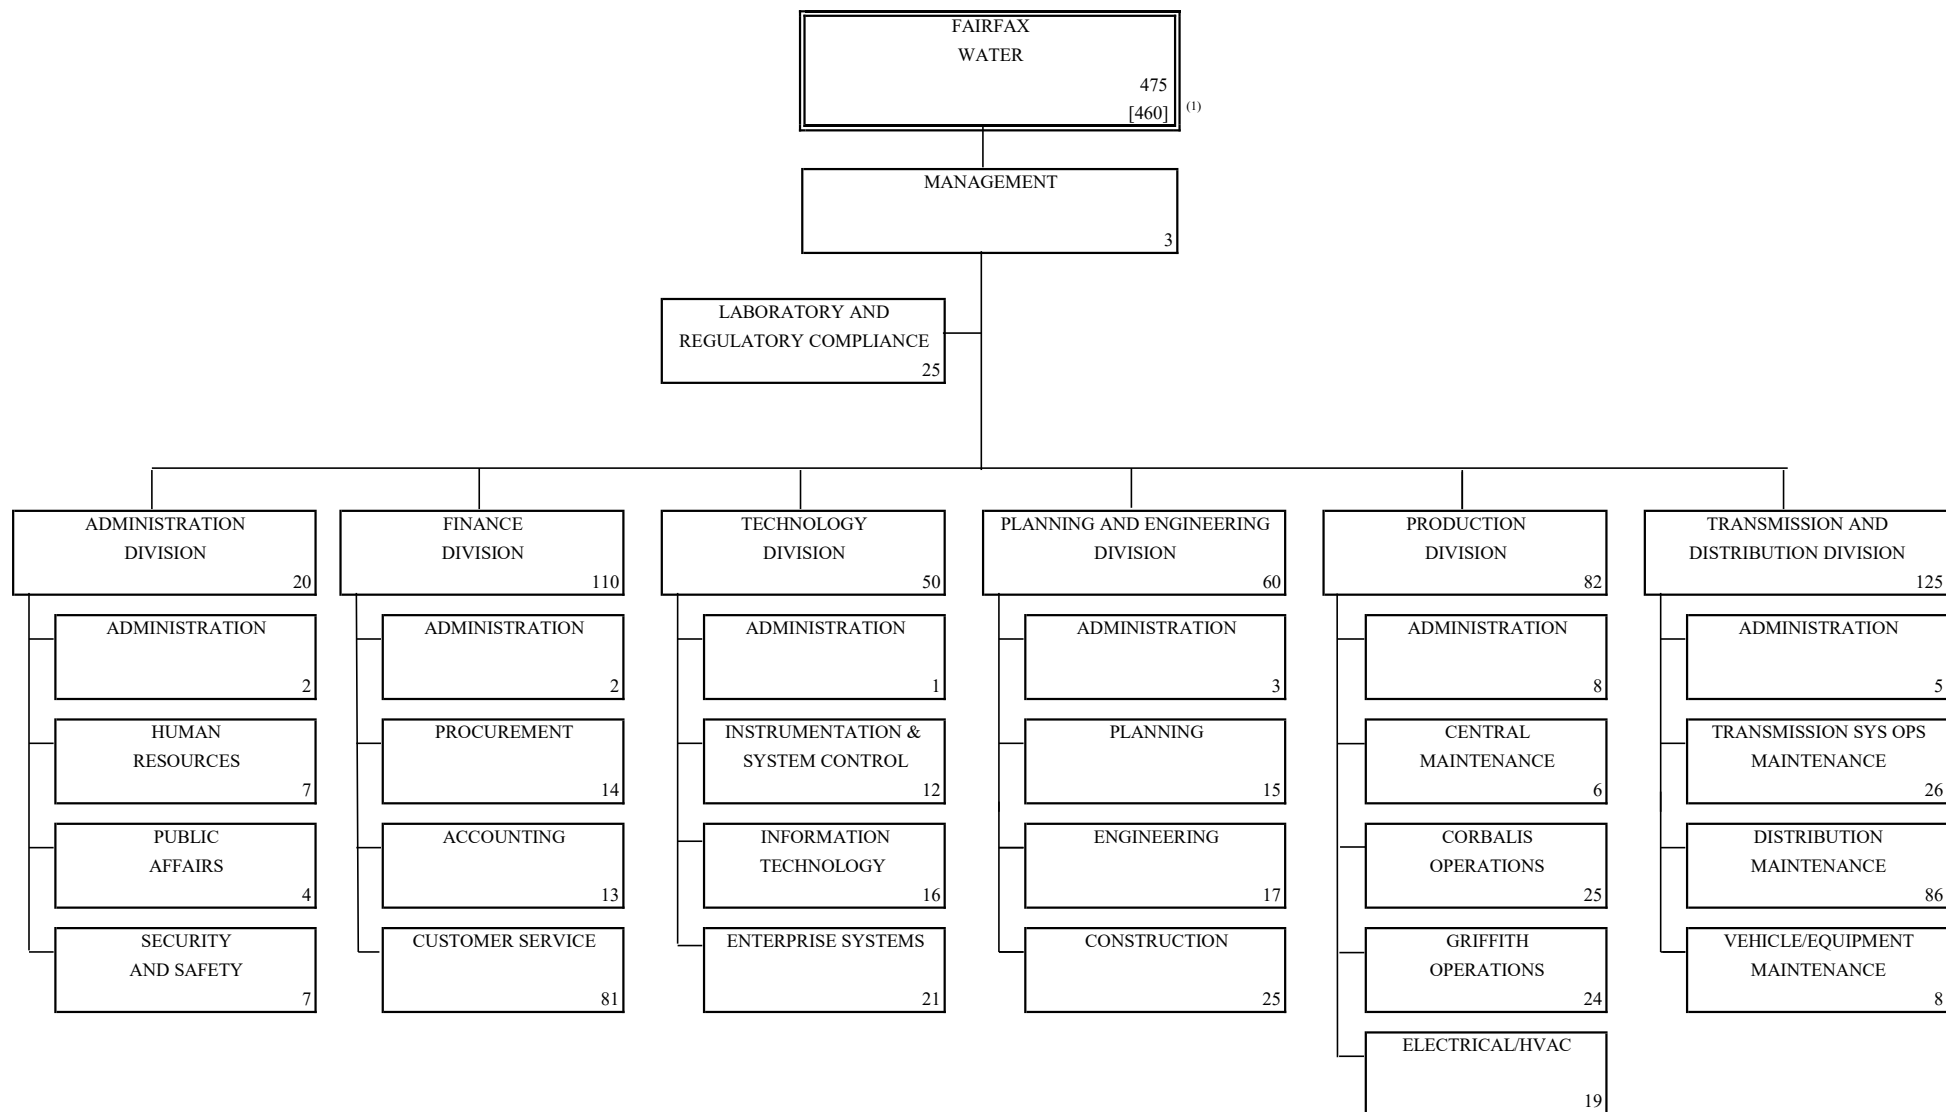 FAIRFAX
WATER
475
[460] (1)
MANAGEMENT
3
LABORATORY AND
REGULATORY COMPLIANCE
25
ADMINISTRATION
DIVISION
20
ADMINISTRATION
2
HUMAN
RESOURCES
7
PUBLIC
AFFAIRS
4
SECURITY
AND SAFETY
7
FINANCE
DIVISION
110
ADMINISTRATION
2
PROCUREMENT
14
ACCOUNTING
13
CUSTOMER SERVICE
81
TECHNOLOGY
DIVISION
50
ADMINISTRATION
1
INSTRUMENTATION &
SYSTEM CONTROL
12
INFORMATION
TECHNOLOGY
16
ENTERPRISE SYSTEMS
21
PLANNING AND ENGINEERING
DIVISION
60
ADMINISTRATION
3
PLANNING
15
ENGINEERING
17
CONSTRUCTION
25
PRODUCTION
DIVISION
82
ADMINISTRATION
8
CENTRAL
MAINTENANCE
6
CORBALIS
OPERATIONS
25
GRIFFITH
OPERATIONS
24
ELECTRICAL/HVAC
19
TRANSMISSION AND
DISTRIBUTION DIVISION
125
ADMINISTRATION
5
TRANSMISSION SYS OPS
MAINTENANCE
26
DISTRIBUTION
MAINTENANCE
86
VEHICLE/EQUIPMENT
MAINTENANCE
8